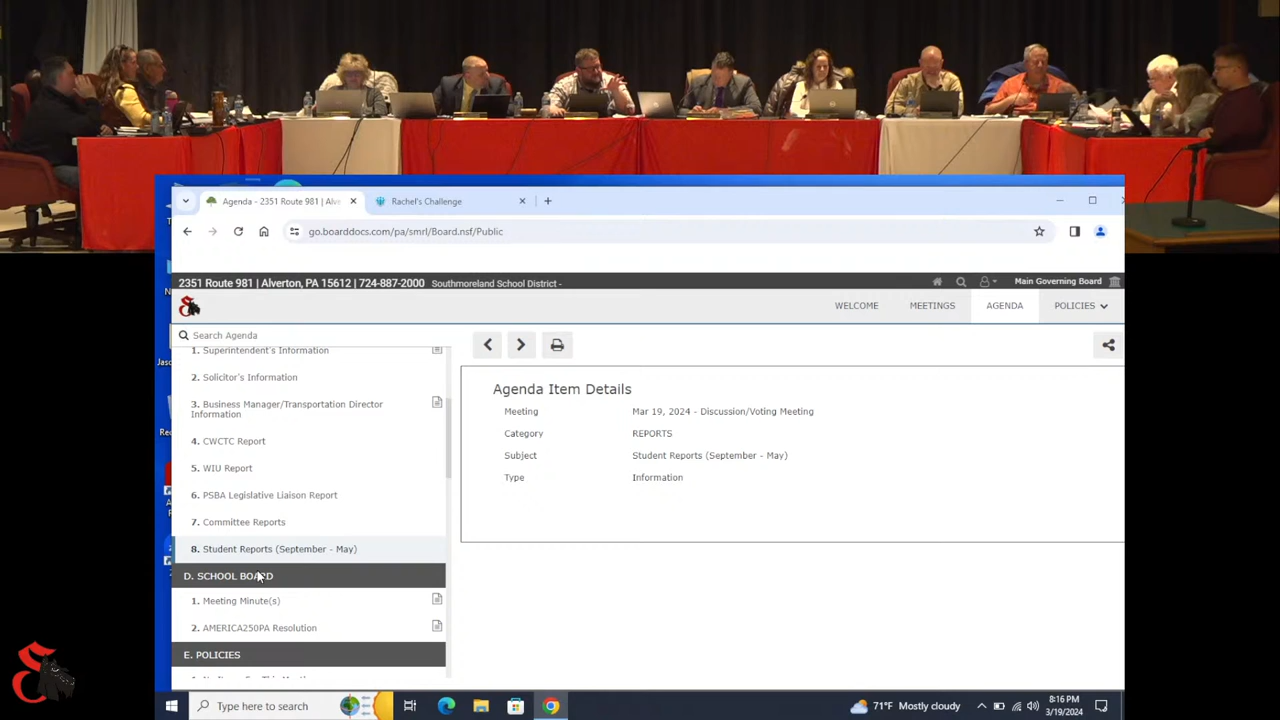 Agenda - 2351 Route 981 | Alve
Rachel's Challenge
go.boarddocs.com/pa/smrl/Board.nsf/Public
2351 Route 981 | Alverton, PA 15612 | 724-887-2000 Southmoreland School District -
Main Governing Board
WELCOME
MEETINGS
AGENDA
POLICIES
Search Agenda
1. Superintendent's Information
2. Solicitor's Information
3. Business Manager/Transportation Director
Information
4. CWCTC Report
5. WIU Report
6. PSBA Legislative Liaison Report
7. Committee Reports
8. Student Reports (September - May)
D. SCHOOL BOARD
1. Meeting Minute(s)
2. AMERICA250PA Resolution
E. POLICIES
Agenda Item Details
Meeting Mar 19, 2024 - Discussion/Voting Meeting
Category REPORTS
Subject Student Reports (September - May)
Type Information
Type here to search
71°F Mostly cloudy
8:16 PM
3/19/2024